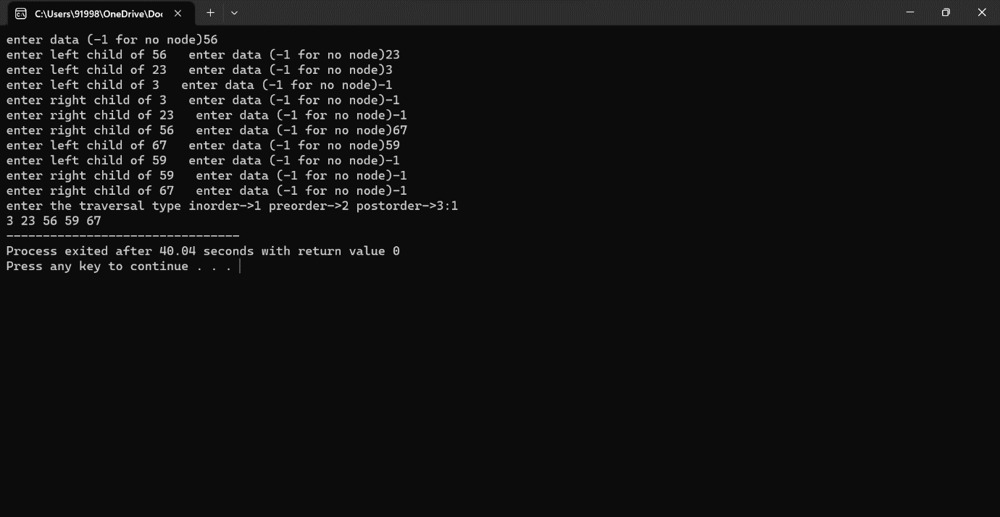 C:\Users\91998\OneDrive\Do
enter data (-1 for no node)56
enter left child of 56   enter data (-1 for no node)23
enter left child of 23   enter data (-1 for no node)3
enter left child of 3   enter data (-1 for no node)-1
enter right child of 3   enter data (-1 for no node)-1
enter right child of 23   enter data (-1 for no node)-1
enter right child of 56   enter data (-1 for no node)67
enter left child of 67   enter data (-1 for no node)59
enter left child of 59   enter data (-1 for no node)-1
enter right child of 59   enter data (-1 for no node)-1
enter right child of 67   enter data (-1 for no node)-1
enter the traversal type inorder->1 preorder->2 postorder->3:1
3 23 56 59 67
--------------------------------
Process exited after 40.04 seconds with return value 0
Press any key to continue . . .